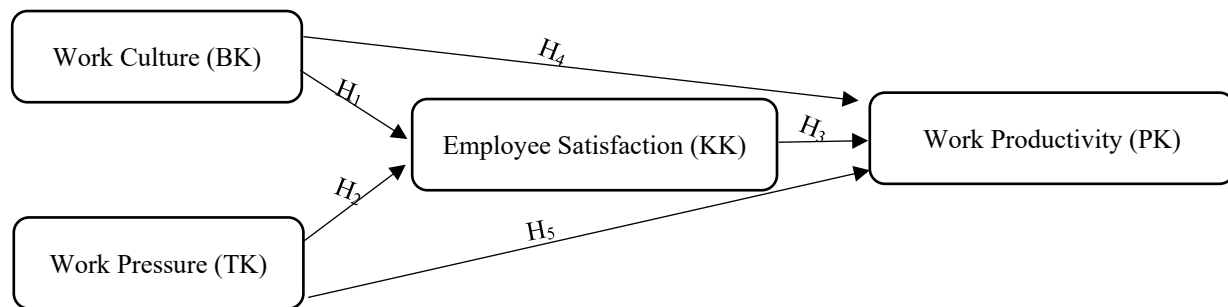 Work Culture (BK)
H4
H1
Employee Satisfaction (KK)
H3
Work Productivity (PK)
H2
H5
Work Pressure (TK)